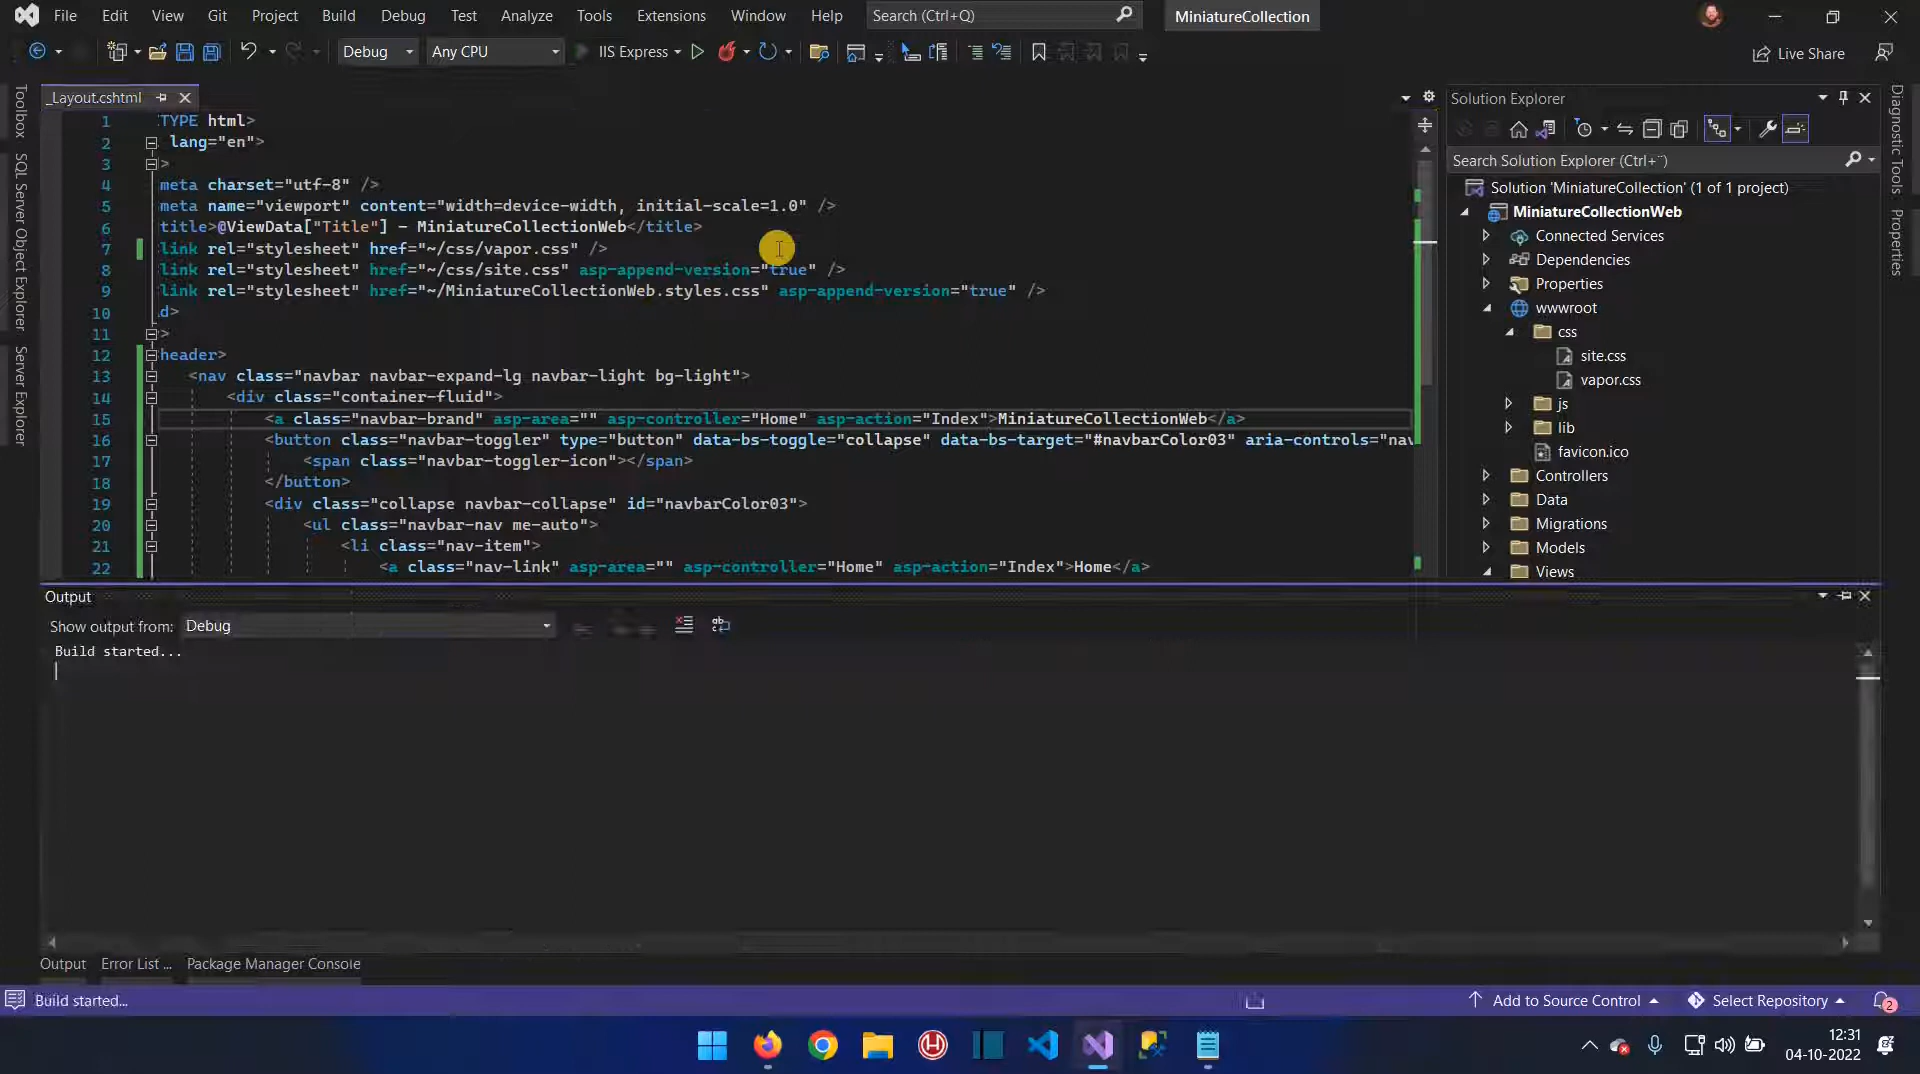 File Edit View Git Project Build Debug Test Analyze Tools Extensions Window Help Search (Ctrl+Q) MiniatureCollection
Debug Any CPU IIS Express Live Share
_Layout.cshtml
1 TYPE html>
2 lang="en">
3 >
4 meta charset="utf-8" />
5 meta name="viewport" content="width=device-width, initial-scale=1.0" />
6 title>@ViewData["Title"] - MiniatureCollectionWeb</title>
7 link rel="stylesheet" href="~/css/vapor.css" />
8 link rel="stylesheet" href="~/css/site.css" asp-append-version="true" />
9 link rel="stylesheet" href="~/MiniatureCollectionWeb.styles.css" asp-append-version="true" />
10 d>
11 >
12 header>
13 <nav class="navbar navbar-expand-lg navbar-light bg-light">
14 <div class="container-fluid">
15 <a class="navbar-brand" asp-area="" asp-controller="Home" asp-action="Index">MiniatureCollectionWeb</a>
16 <button class="navbar-toggler" type="button" data-bs-toggle="collapse" data-bs-target="#navbarColor03" aria-controls="nav
17 <span class="navbar-toggler-icon"></span>
18 </button>
19 <div class="collapse navbar-collapse" id="navbarColor03">
20 <ul class="navbar-nav me-auto">
21 <li class="nav-item">
22 <a class="nav-link" asp-area="" asp-controller="Home" asp-action="Index">Home</a>
Toolbox
SQL Server Object Explorer
Server Explorer
Solution Explorer
Search Solution Explorer (Ctrl+¨)
Solution 'MiniatureCollection' (1 of 1 project)
MiniatureCollectionWeb
Connected Services
Dependencies
Properties
wwwroot
css
site.css
vapor.css
js
lib
favicon.ico
Controllers
Data
Migrations
Models
Views
Diagnostic Tools
Properties
Output
Show output from: Debug
Build started...
Output Error List ... Package Manager Console
Build started... Add to Source Control Select Repository 2
12:31
04-10-2022